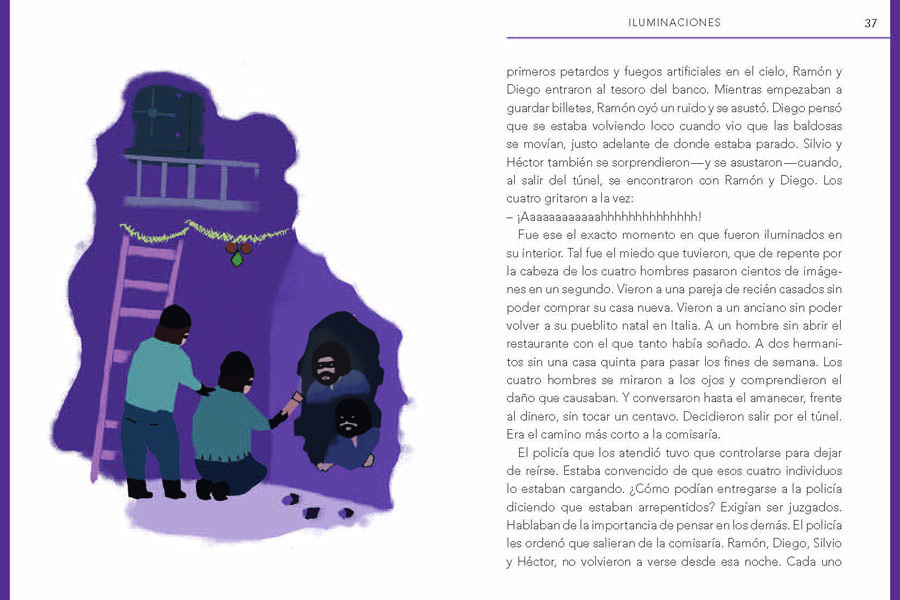 ILUMINACIONES
37
primeros petardos y fuegos artificiales en el cielo, Ramón y
Diego entraron al tesoro del banco. Mientras empezaban a
guardar billetes, Ramón oyó un ruido y se asustó. Diego pensó
que se estaba volviendo loco cuando vio que las baldosas
se movían, justo adelante de donde estaba parado. Silvio y
Héctor también se sorprendieron—y se asustaron—cuando,
al salir del túnel, se encontraron con Ramón y Diego. Los
cuatro gritaron a la vez:
– ¡Aaaaaaaaaaaahhhhhhhhhhhhhh!
Fue ese el exacto momento en que fueron iluminados en
su interior. Tal fue el miedo que tuvieron, que de repente por
la cabeza de los cuatro hombres pasaron cientos de imáge-
nes en un segundo. Vieron a una pareja de recién casados sin
poder comprar su casa nueva. Vieron a un anciano sin poder
volver a su pueblito natal en Italia. A un hombre sin abrir el
restaurante con el que tanto había soñado. A dos hermani-
tos sin una casa quinta para pasar los fines de semana. Los
cuatro hombres se miraron a los ojos y comprendieron el
daño que causaban. Y conversaron hasta el amanecer, frente
al dinero, sin tocar un centavo. Decidieron salir por el túnel.
Era el camino más corto a la comisaría.
El policía que los atendió tuvo que controlarse para dejar
de reírse. Estaba convencido de que esos cuatro individuos
lo estaban cargando. ¿Cómo podían entregarse a la policía
diciendo que estaban arrepentidos? Exigían ser juzgados.
Hablaban de la importancia de pensar en los demás. El policía
les ordenó que salieran de la comisaría. Ramón, Diego, Silvio
y Héctor, no volvieron a verse desde esa noche. Cada uno